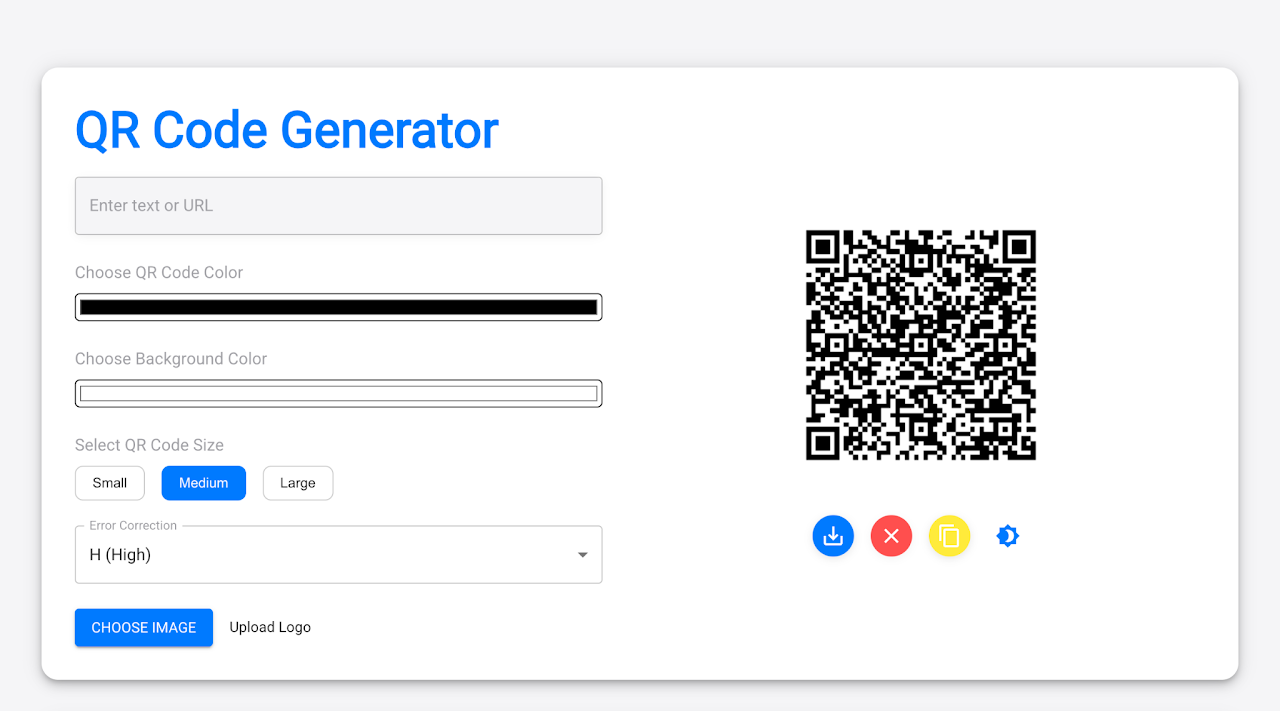 QR Code Generator
Enter text or URL
Choose QR Code Color
Choose Background Color
Select QR Code Size
Small Medium Large
Error Correction
H (High)
CHOOSE IMAGE Upload Logo